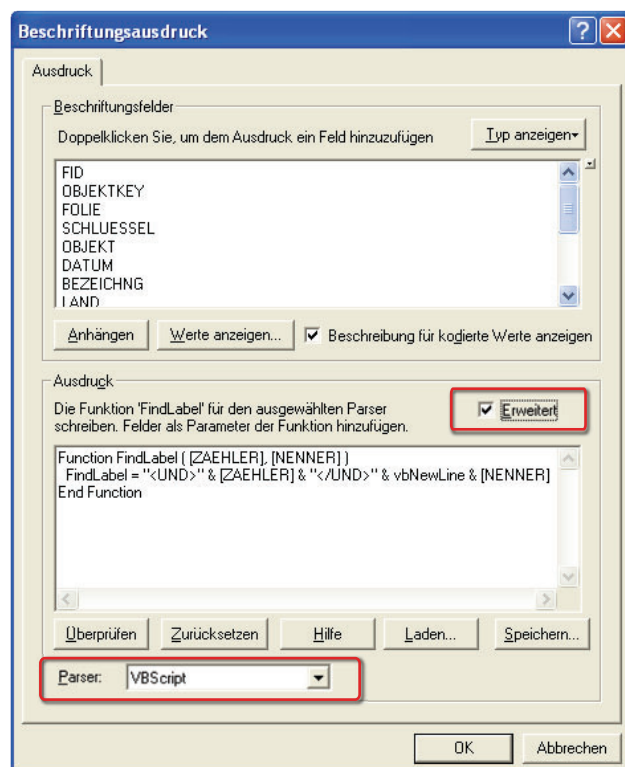 Beschriftungsausdruck
Ausdruck
Beschriftungsfelder
Doppelklicken Sie, um dem Ausdruck ein Feld hinzuzufügen
Typ anzeigen
FID
OBJEKTKEY
FOLIE
SCHLUESSEL
OBJEKT
DATUM
BEZEICHNG
LAND
Anhängen
Werte anzeigen...
Beschreibung für kodierte Werte anzeigen
Ausdruck
Die Funktion 'FindLabel' für den ausgewählten Parser
schreiben. Felder als Parameter der Funktion hinzufügen.
Erweitert
Function FindLabel ( [ZAEHLER], [NENNER] )
FindLabel = "<UND>" & [ZAEHLER] & "</UND>" & vbNewLine & [NENNER]
End Function
Überprüfen
Zurücksetzen
Hilfe
Laden...
Speichern...
Parser:
VBScript
OK
Abbrechen